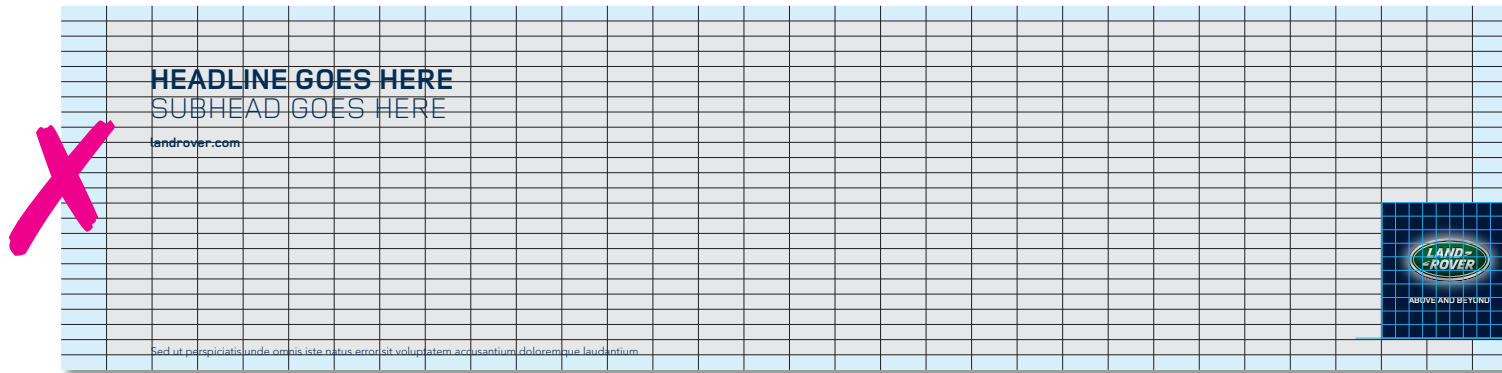 HEADLINE GOES HERE
SUBHEAD GOES HERE
landrover.com
LAND-
-ROVER
ABOVE AND BEYOND
Sed ut perspiciatis unde omnis iste natus error sit voluptatem accusantium doloremque laudantium